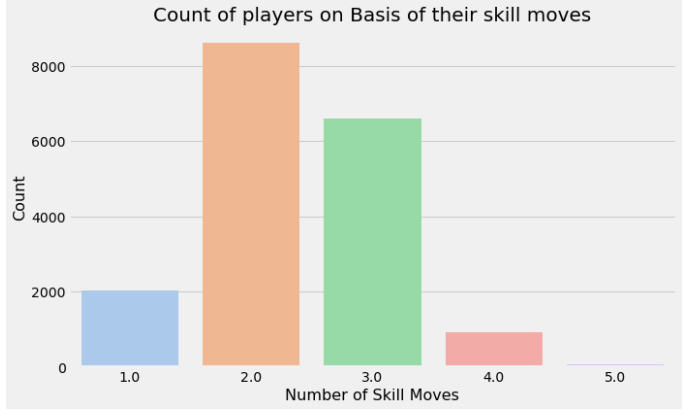 Count of players on Basis of their skill moves
8000
6000
4000
2000
0
Count
1.0 2.0 3.0 4.0 5.0
Number of Skill Moves